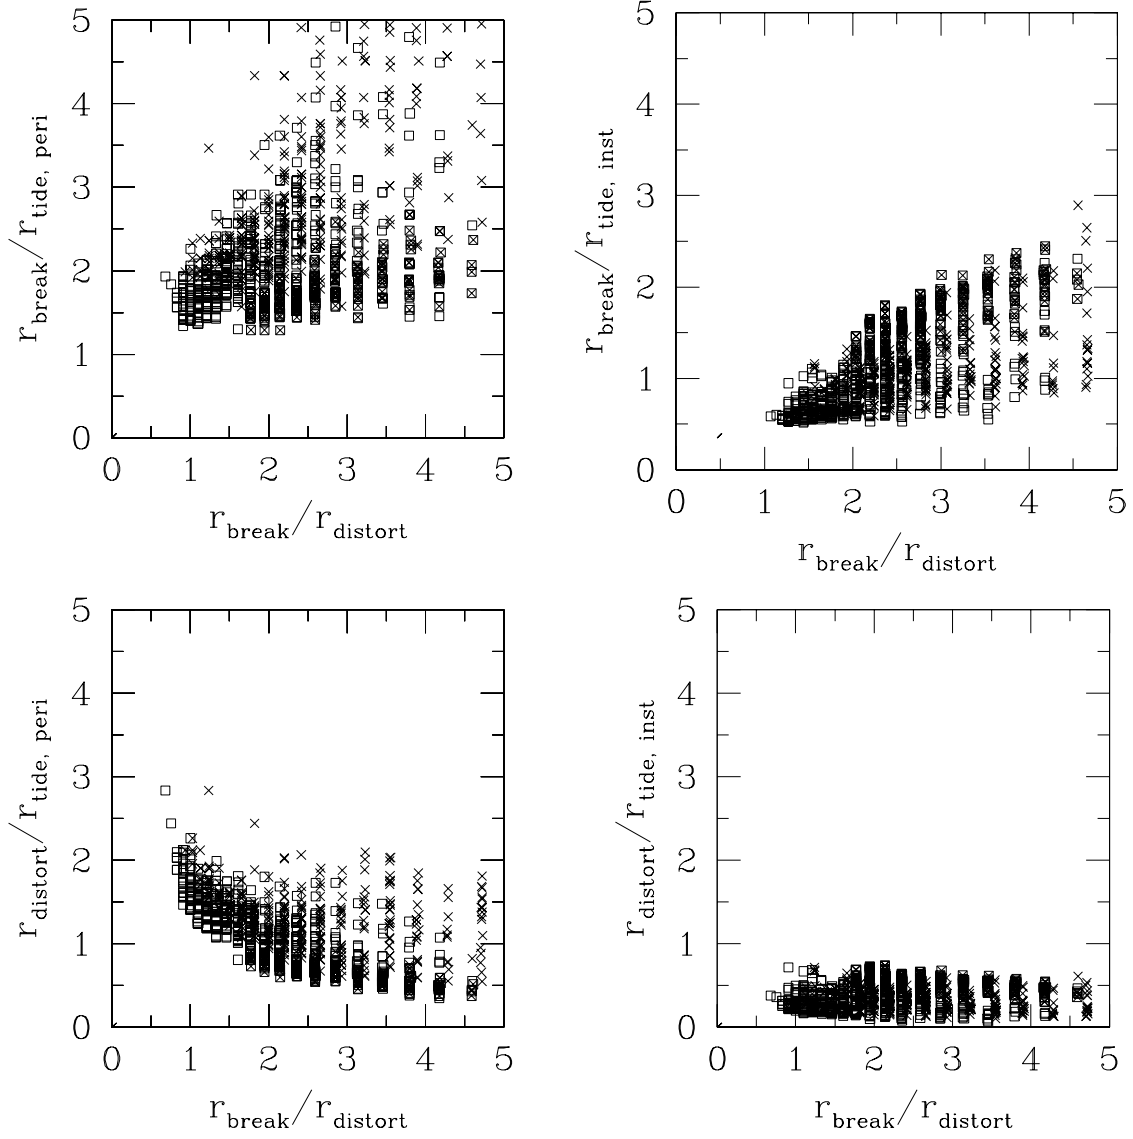 5
4
3
2
1
0
r_break/r_tide, peri
0 1 2 3 4 5
r_break/r_distort
5
4
3
2
1
0
r_break/r_tide, inst
0 1 2 3 4 5
r_break/r_distort
5
4
3
2
1
0
r_distort/r_tide, peri
0 1 2 3 4 5
r_break/r_distort
5
4
3
2
1
0
r_distort/r_tide, inst
0 1 2 3 4 5
r_break/r_distort